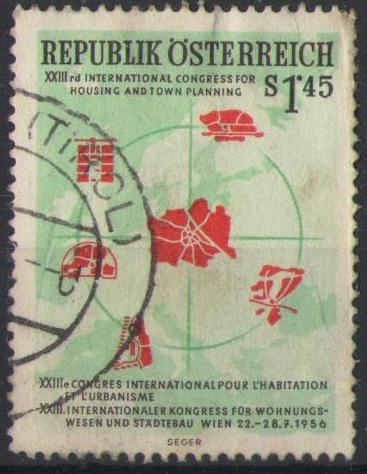 REPUBLIK ÖSTERREICH
XXIIIrd INTERNATIONAL CONGRESS FOR
HOUSING AND TOWN PLANNING
S 1·45
(TIROL)
XXIIIe CONGRES INTERNATIONAL POUR L'HABITATION
ET L'URBANISME
XXIII. INTERNATIONALER KONGRESS FÜR WOHNUNGS-
WESEN UND STÄDTEBAU WIEN 22.–28.7.1956
SEGER